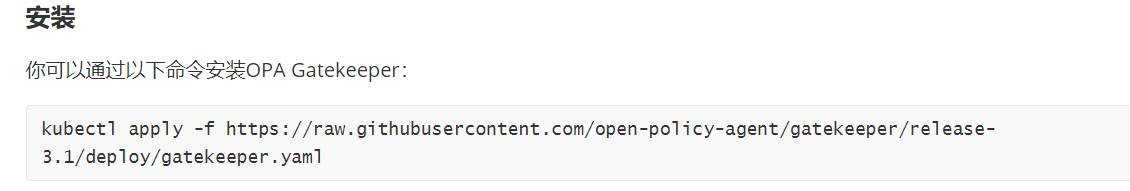 安装
你可以通过以下命令安装OPA Gatekeeper：
kubectl apply -f https://raw.githubusercontent.com/open-policy-agent/gatekeeper/release-
3.1/deploy/gatekeeper.yaml